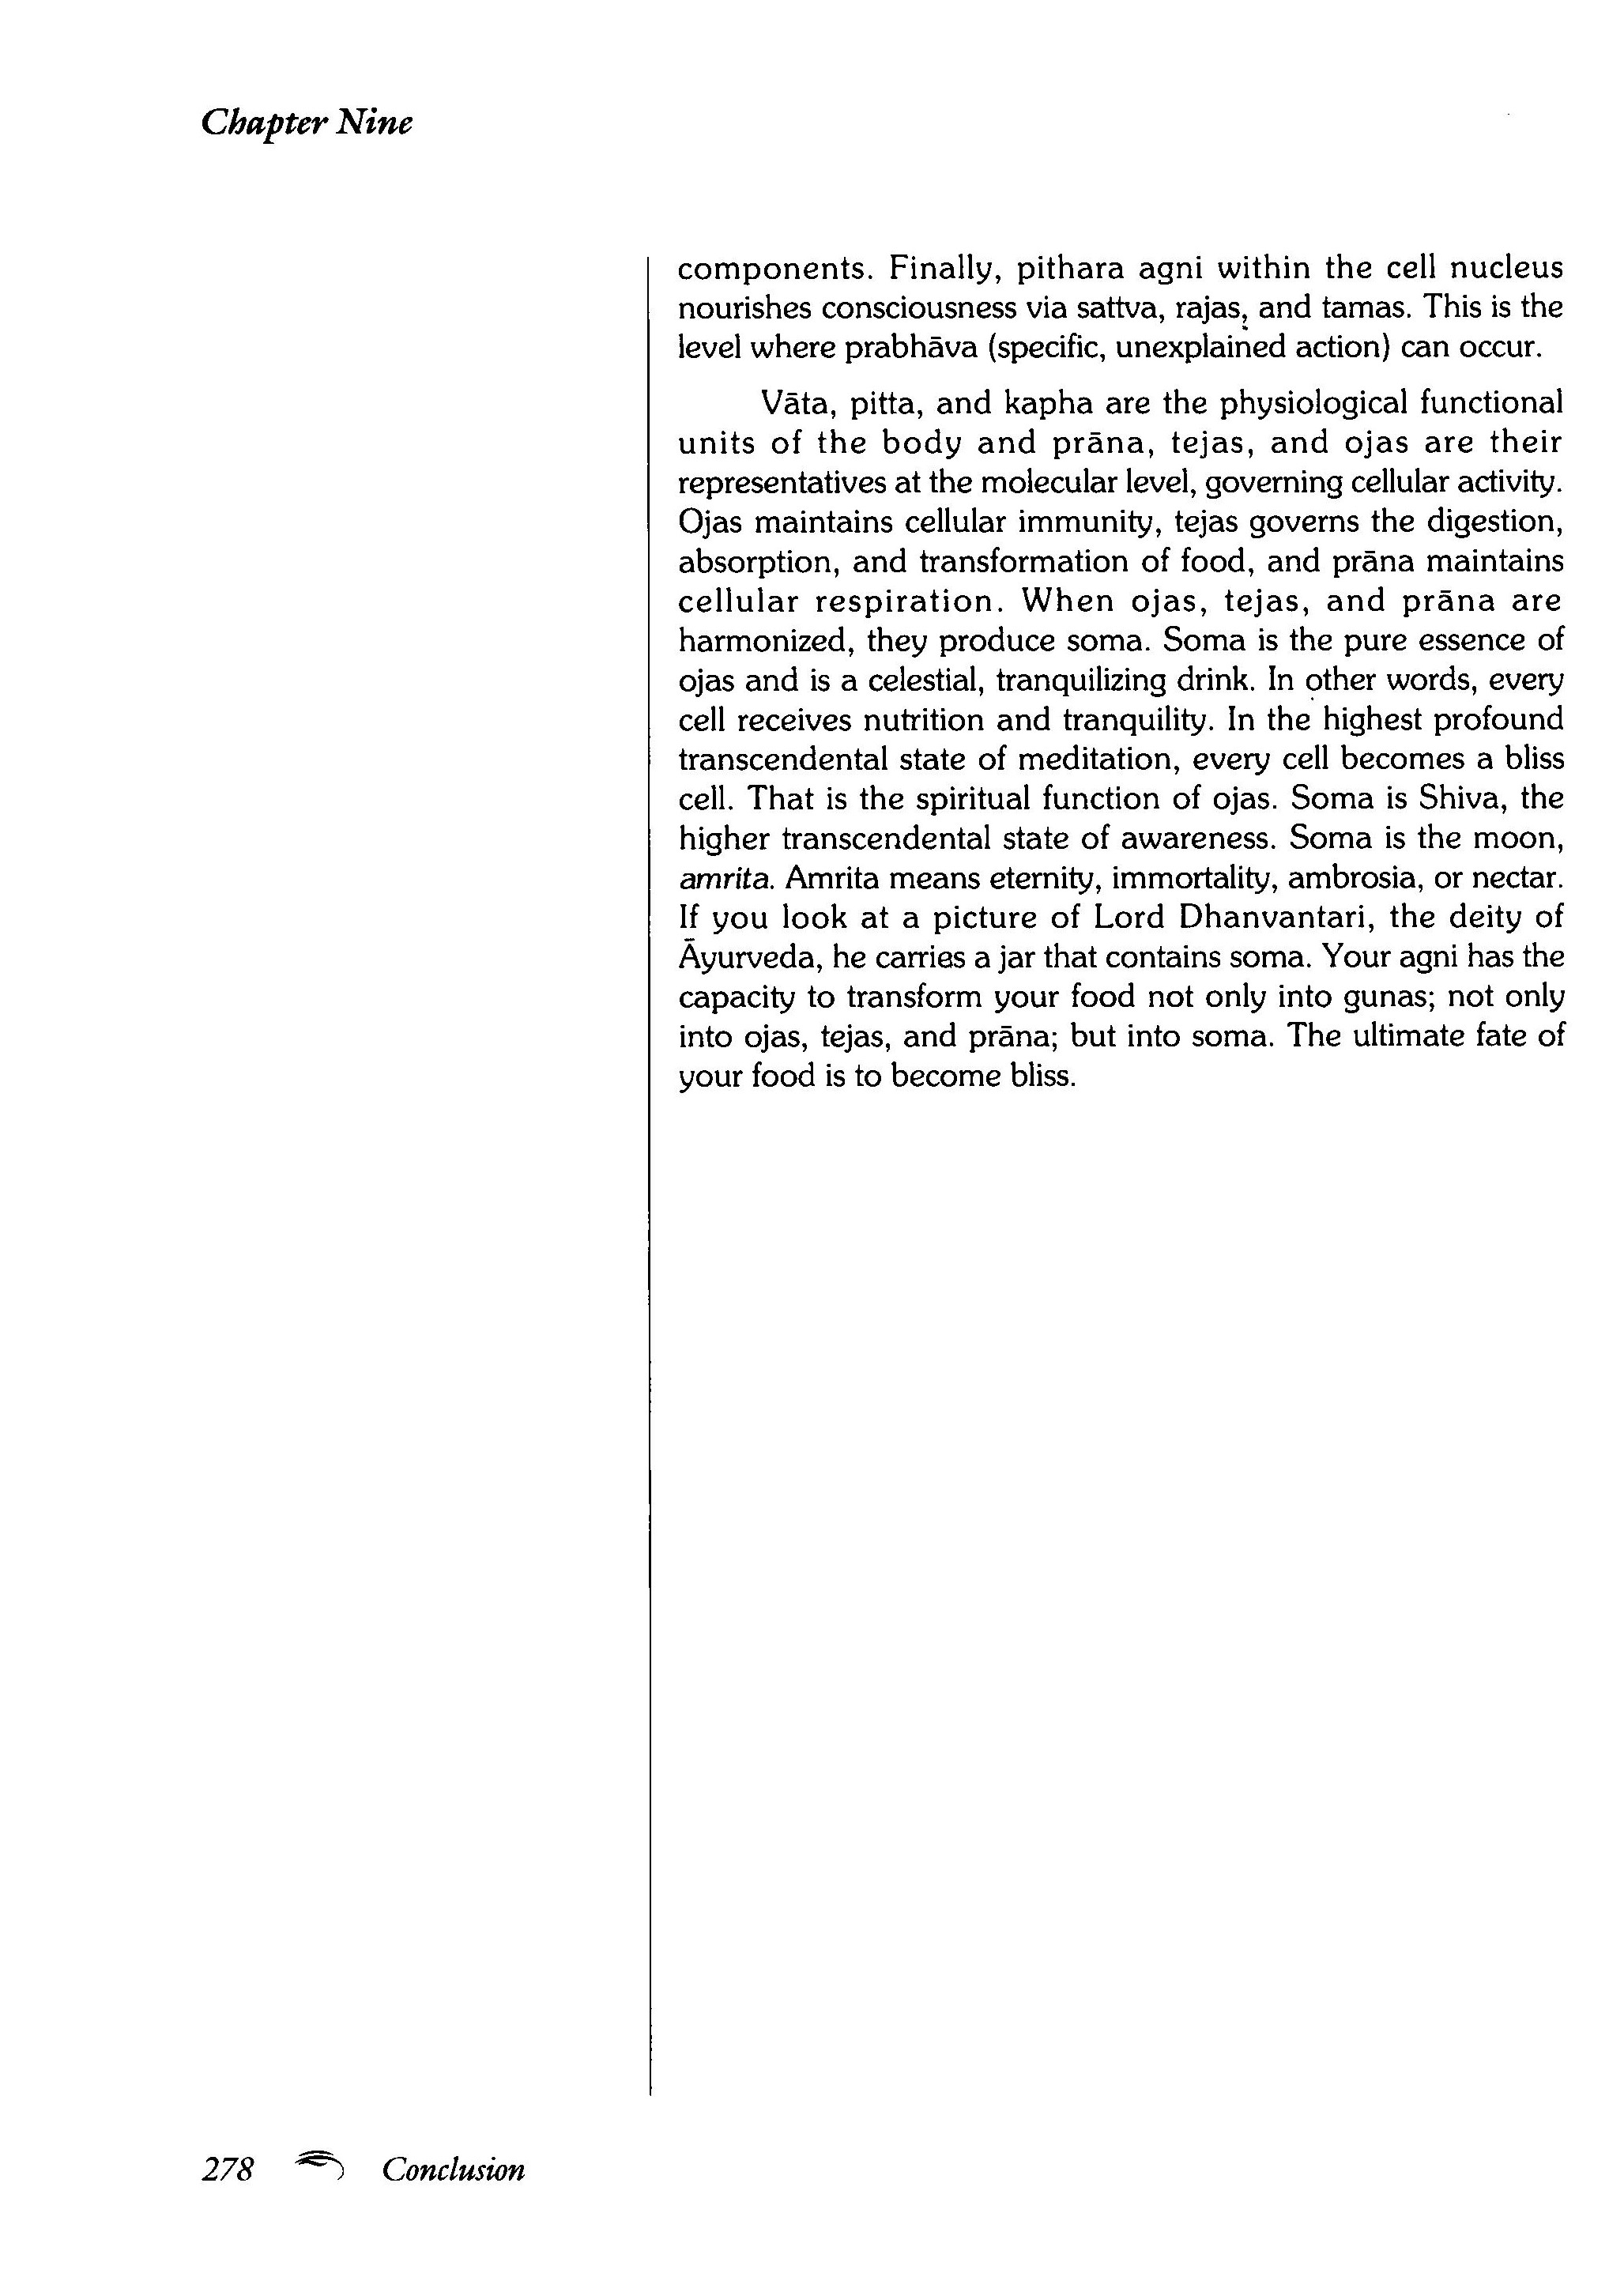 Chapter Nine
components. Finally, pithara agni within the cell nucleus
nourishes consciousness via sattva, rajas, and tamas. This is the
level where prabhāva (specific, unexplained action) can occur.
Vāta, pitta, and kapha are the physiological functional
units of the body and prāna, tejas, and ojas are their
representatives at the molecular level, governing cellular activity.
Ojas maintains cellular immunity, tejas governs the digestion,
absorption, and transformation of food, and prāna maintains
cellular respiration. When ojas, tejas, and prāna are
harmonized, they produce soma. Soma is the pure essence of
ojas and is a celestial, tranquilizing drink. In other words, every
cell receives nutrition and tranquility. In the highest profound
transcendental state of meditation, every cell becomes a bliss
cell. That is the spiritual function of ojas. Soma is Shiva, the
higher transcendental state of awareness. Soma is the moon,
amrita. Amrita means eternity, immortality, ambrosia, or nectar.
If you look at a picture of Lord Dhanvantari, the deity of
Āyurveda, he carries a jar that contains soma. Your agni has the
capacity to transform your food not only into gunas; not only
into ojas, tejas, and prāna; but into soma. The ultimate fate of
your food is to become bliss.
278 Conclusion